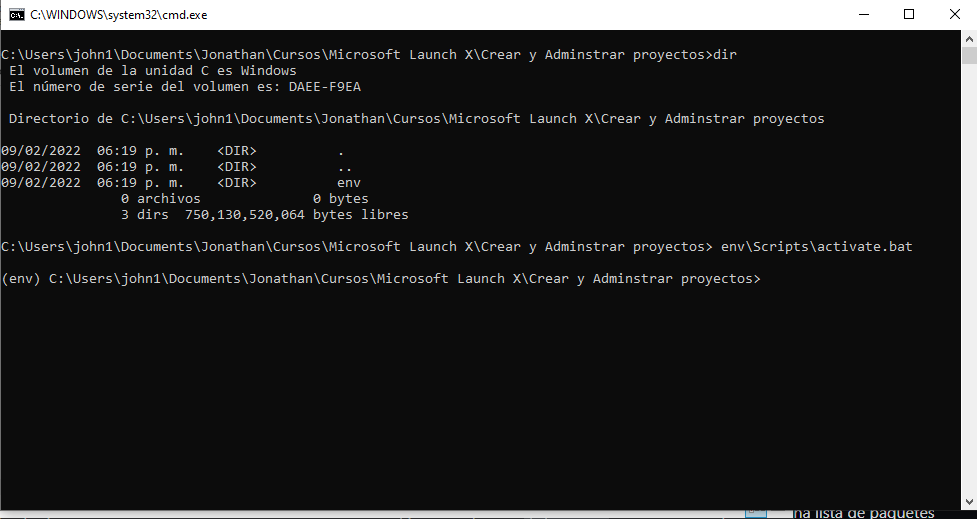 C:\WINDOWS\system32\cmd.exe
C:\Users\john1\Documents\Jonathan\Cursos\Microsoft Launch X\Crear y Adminstrar proyectos>dir
 El volumen de la unidad C es Windows
 El número de serie del volumen es: DAEE-F9EA
 Directorio de C:\Users\john1\Documents\Jonathan\Cursos\Microsoft Launch X\Crear y Adminstrar proyectos
09/02/2022  06:19 p. m.    <DIR>          .
09/02/2022  06:19 p. m.    <DIR>          ..
09/02/2022  06:19 p. m.    <DIR>          env
               0 archivos              0 bytes
               3 dirs  750,130,520,064 bytes libres
C:\Users\john1\Documents\Jonathan\Cursos\Microsoft Launch X\Crear y Adminstrar proyectos> env\Scripts\activate.bat
(env) C:\Users\john1\Documents\Jonathan\Cursos\Microsoft Launch X\Crear y Adminstrar proyectos>
lista de paquetes